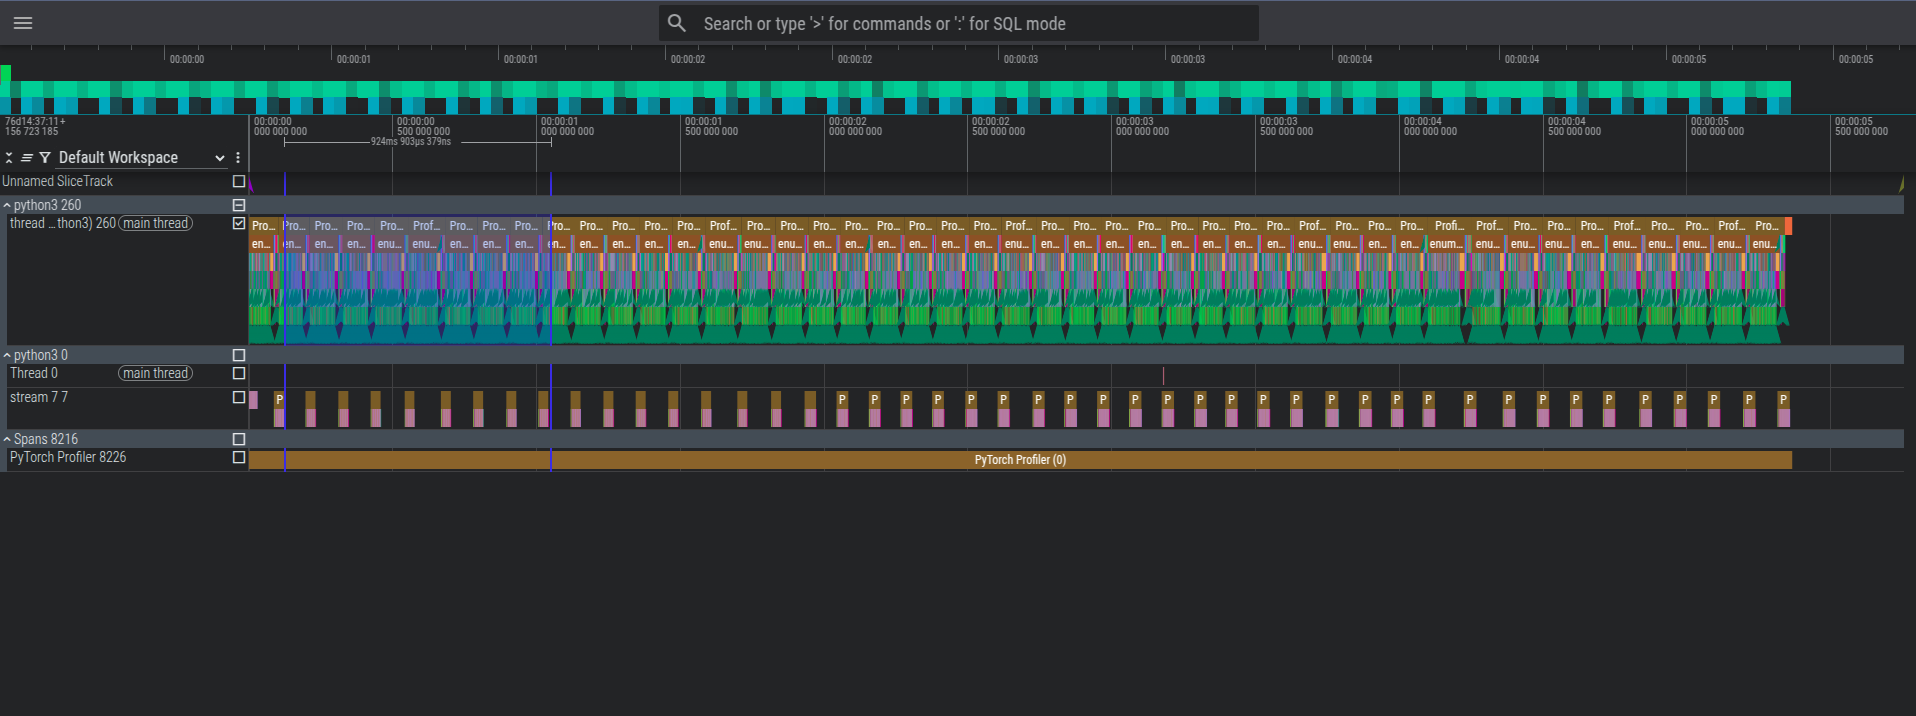 Search or type '>' for commands or ':' for SQL mode
00:00:00 00:00:01 00:00:01 00:00:02 00:00:02 00:00:03 00:00:03 00:00:04 00:00:04 00:00:05 00:00:05
76d14:37:11+
156 723 185
00:00:00 00:00:00 00:00:01 00:00:01 00:00:02 00:00:02 00:00:03 00:00:03 00:00:04 00:00:04 00:00:05 00:00:05
000 000 000 500 000 000 000 000 000 500 000 000 000 000 000 500 000 000 000 000 000 500 000 000 000 000 000 500 000 000 000 000 000 500 000 000
924ms 903µs 379ns
Default Workspace
Unnamed SliceTrack
python3 260
thread ...thon3) 260 main thread
Pro... Pro... Pro... Pro... Pro... Prof... Pro... Pro... Pro... Pro... Pro... Pro... Pro... Pro... Prof... Pro... Pro... Pro... Pro... Pro... Pro... Pro... Pro... Prof... Pro... Pro... Pro... Pro... Pro... Pro... Pro... Prof... Pro... Pro... Pro... Pro... Profi... Pro... Prof... Pro... Pro... Prof... Pro... Pro... Prof... Pro...
en... en... en... en... enu... enu... en... en... en... en... en... en... en... en... enu... enu... enu... en... en... en... en... en... en... enu... en... en... en... en... en... en... en... enu... enu... en... en... en... enum... enu... enu... enu... enu... enu... enu... enu... enu... enu...
python3 0
Thread 0 main thread
stream 7 7
P P P P P P P P P P P P P P P P P P P P P P P P P P P P P P
Spans 8216
PyTorch Profiler 8226
PyTorch Profiler (0)